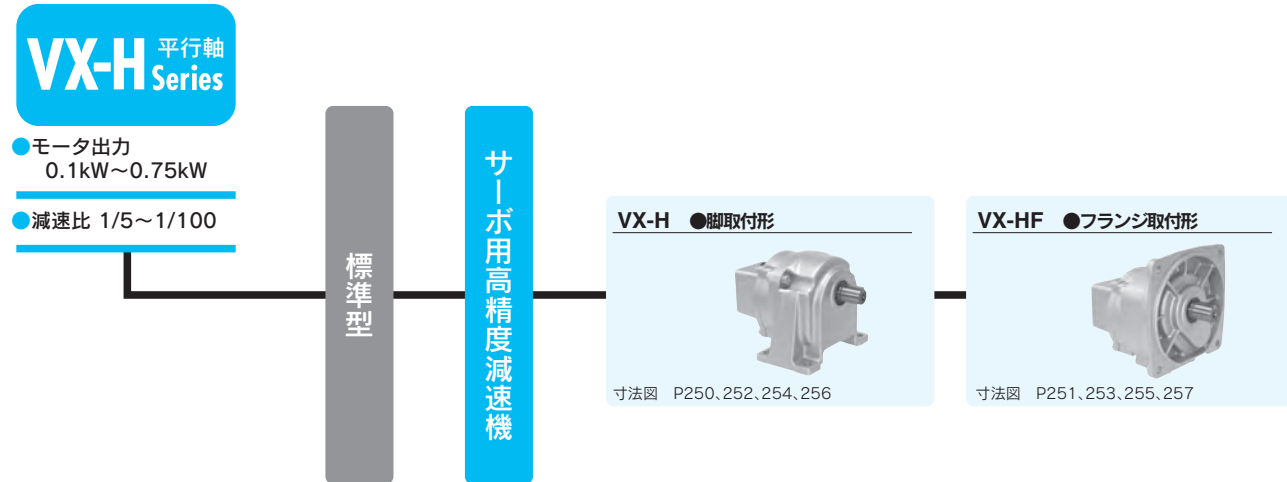 VX-H 平行軸
Series
●モータ出力
0.1kW～0.75kW
●減速比 1/5～1/100
標準型
サーボ用高精度減速機
VX-H ●脚取付形
寸法図 P250、252、254、256
VX-HF ●フランジ取付形
寸法図 P251、253、255、257